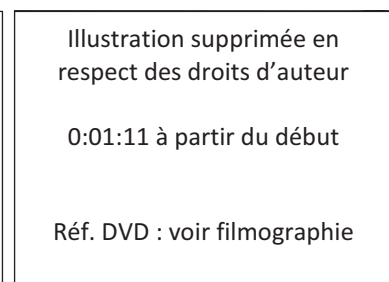 Illustration supprimée en
respect des droits d’auteur
0:01:11 à partir du début
Réf. DVD : voir filmographie